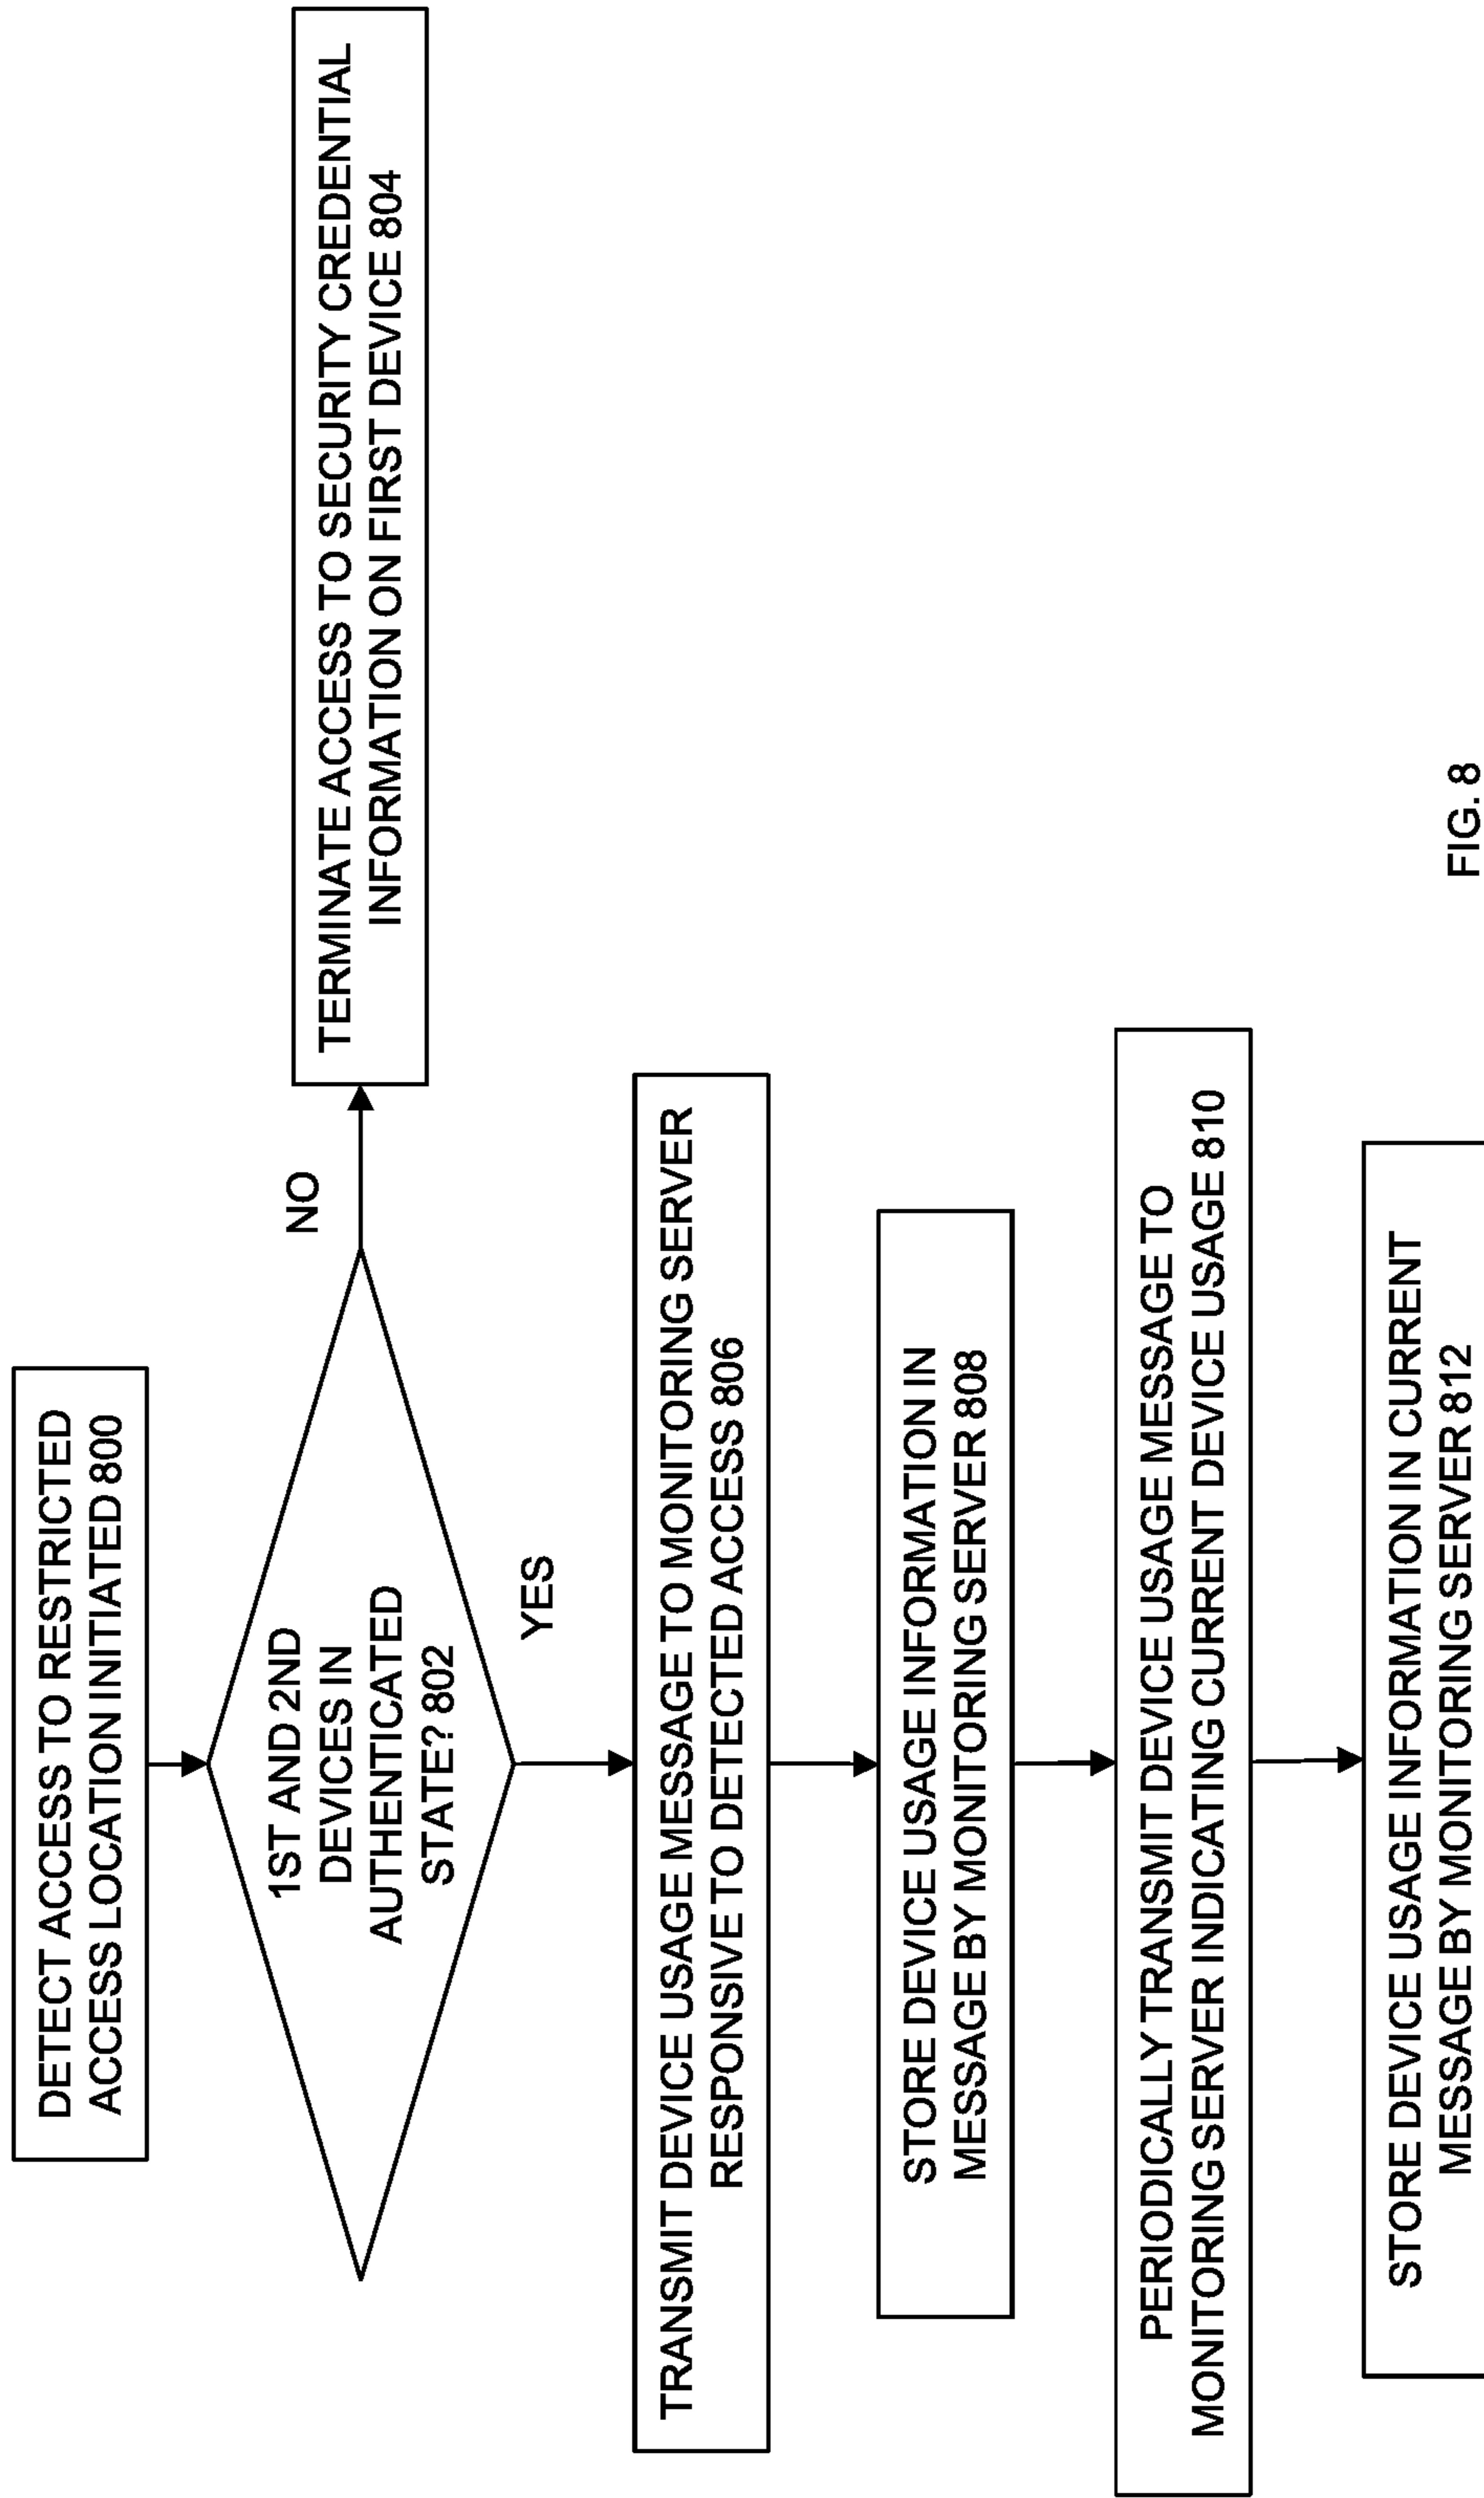 DETECT ACCESS TO RESTRICTED
ACCESS LOCATION INITIATED 800
1ST AND 2ND
DEVICES IN
AUTHENTICATED
STATE? 802
NO
TERMINATE ACCESS TO SECURITY CREDENTIAL
INFORMATION ON FIRST DEVICE 804
YES
TRANSMIT DEVICE USAGE MESSAGE TO MONITORING SERVER
RESPONSIVE TO DETECTED ACCESS 806
STORE DEVICE USAGE INFORMATION IN
MESSAGE BY MONITORING SERVER 808
PERIODICALLY TRANSMIT DEVICE USAGE MESSAGE TO
MONITORING SERVER INDICATING CURRENT DEVICE USAGE 810
STORE DEVICE USAGE INFORMATION IN CURRENT
MESSAGE BY MONITORING SERVER 812
FIG. 8